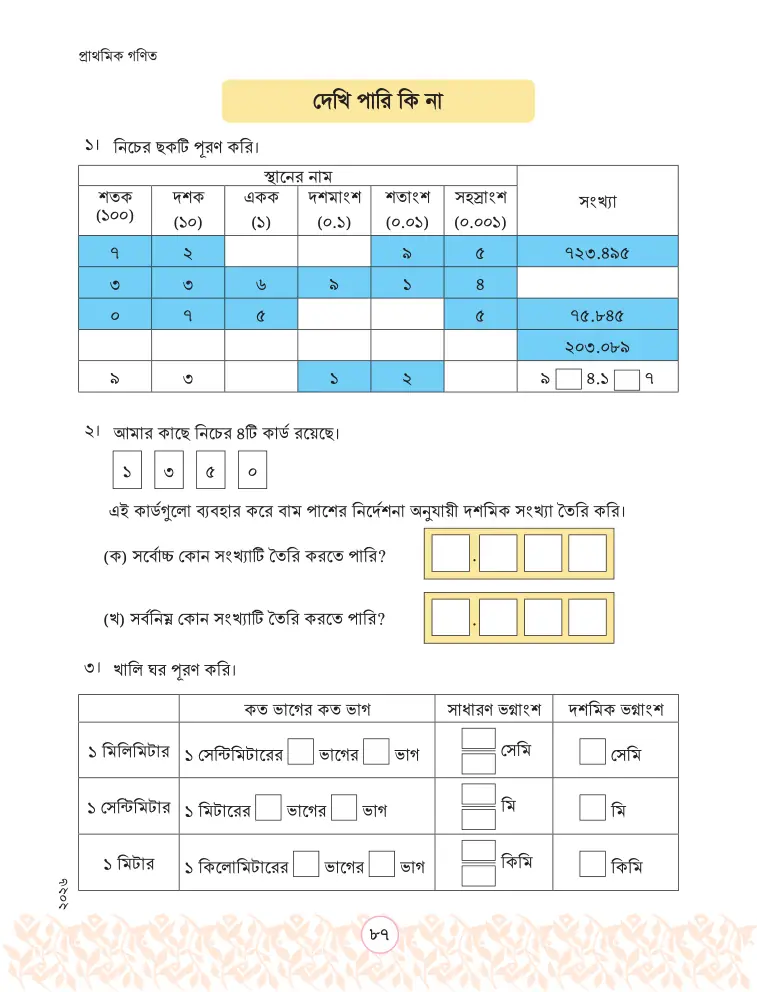 প্রাথমিক গণিত
দেখি পারি কি না
১। নিচের ছকটি পূরণ করি।
স্থানের নাম সংখ্যা
শতক (১০০) দশক (১০) একক (১) দশমাংশ (০.১) শতাংশ (০.০১) সহস্রাংশ (০.০০১)
৭ ২ ৯ ৫ ৭২৩.৪৯৫
৩ ৩ ৬ ৯ ১ ৪
০ ৭ ৫ ৫ ৭৫.৮৪৫
২০৩.০৮৯
৯ ৩ ১ ২ ৯ ৪.১ ৭
২। আমার কাছে নিচের ৪টি কার্ড রয়েছে।
১ ৩ ৫ ০
এই কার্ডগুলো ব্যবহার করে বাম পাশের নির্দেশনা অনুযায়ী দশমিক সংখ্যা তৈরি করি।
(ক) সর্বোচ্চ কোন সংখ্যাটি তৈরি করতে পারি? .
(খ) সর্বনিম্ন কোন সংখ্যাটি তৈরি করতে পারি? .
৩। খালি ঘর পূরণ করি।
কত ভাগের কত ভাগ সাধারণ ভগ্নাংশ দশমিক ভগ্নাংশ
১ মিলিমিটার ১ সেন্টিমিটারের ভাগের ভাগ সেমি সেমি
১ সেন্টিমিটার ১ মিটারের ভাগের ভাগ মি মি
১ মিটার ১ কিলোমিটারের ভাগের ভাগ কিমি কিমি
২০২৬
৮৭